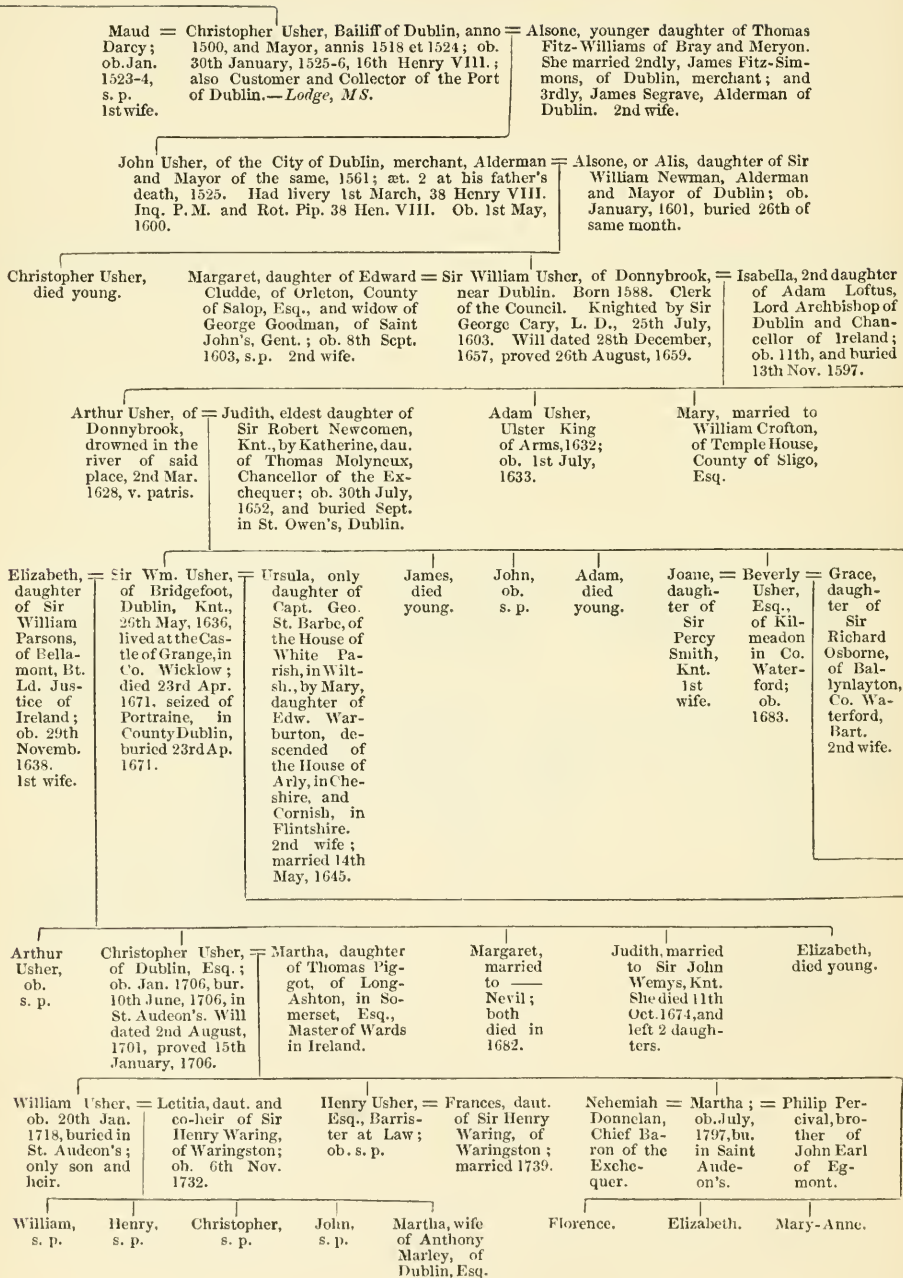 Maud
Darcy;
ob. Jan.
1523-4,
s. p.
1st wife.
=
Christopher Usher, Bailiff of Dublin, anno
1500, and Mayor, annis 1518 et 1524; ob.
30th January, 1525-6, 16th Henry VIII.;
also Customer and Collector of the Port
of Dublin.—Lodge, MS.
=
Alsone, younger daughter of Thomas
Fitz-Williams of Bray and Meryon.
She married 2ndly, James Fitz-Sim-
mons, of Dublin, merchant; and
3rdly, James Segrave, Alderman of
Dublin. 2nd wife.
John Usher, of the City of Dublin, merchant, Alderman
and Mayor of the same, 1561; æt. 2 at his father's
death, 1525. Had livery 1st March, 38 Henry VIII.
Inq. P. M. and Rot. Pip. 38 Hen. VIII. Ob. 1st May,
1600.
=
Alsone, or Alis, daughter of Sir
William Newman, Alderman
and Mayor of Dublin; ob.
January, 1601, buried 26th of
same month.
Christopher Usher,
died young.
Margaret, daughter of Edward
Cludde, of Orleton, County
of Salop, Esq., and widow of
George Goodman, of Saint
John's, Gent.; ob. 8th Sept.
1603, s.p. 2nd wife.
=
Sir William Usher, of Donnybrook,
near Dublin. Born 1588. Clerk
of the Council. Knighted by Sir
George Cary, L. D., 25th July,
1603. Will dated 28th December,
1657, proved 26th August, 1659.
=
Isabella, 2nd daughter
of Adam Loftus,
Lord Archbishop of
Dublin and Chan-
cellor of Ireland;
ob. 11th, and buried
13th Nov. 1597.
Arthur Usher, of
Donnybrook,
drowned in the
river of said
place, 2nd Mar.
1628, v. patris.
=
Judith, eldest daughter of
Sir Robert Newcomen,
Knt., by Katherine, dau.
of Thomas Molyneux,
Chancellor of the Ex-
chequer; ob. 30th July,
1652, and buried Sept.
in St. Owen's, Dublin.
Adam Usher,
Ulster King
of Arms, 1632;
ob. 1st July,
1633.
Mary, married to
William Crofton,
of Temple House,
County of Sligo,
Esq.
Elizabeth,
daughter
of Sir
William
Parsons,
of Bella-
mont, Bt.
Ld. Jus-
tice of
Ireland;
ob. 29th
Novemb.
1638.
1st wife.
=
Sir Wm. Usher,
of Bridgefoot,
Dublin, Knt.,
26th May, 1636,
lived at the Cas-
tle of Grange, in
Co. Wicklow;
died 23rd Apr.
1671, seized of
Portraine, in
County Dublin,
buried 23rd Ap.
1671.
=
Ursula, only
daughter of
Capt. Geo.
St. Barbe, of
the House of
White Pa-
rish, in Wilt-
sh., by Mary,
daughter of
Edw. War-
burton, de-
scended of
the House of
Arly, in Che-
shire, and
Cornish, in
Flintshire.
2nd wife;
married 14th
May, 1645.
James,
died
young.
John,
ob.
s. p.
Adam,
died
young.
Joane,
daugh-
ter of
Sir
Percy
Smith,
Knt.
1st
wife.
=
Beverly
Usher,
Esq.,
of Kil-
meadon
in Co.
Water-
ford;
ob.
1683.
=
Grace,
daugh-
ter of
Sir
Richard
Osborne,
of Bal-
lynlayton,
Co. Wa-
terford,
Bart.
2nd wife.
Arthur
Usher,
ob.
s. p.
Christopher Usher,
of Dublin, Esq.;
ob. Jan. 1706, bur.
10th June, 1706, in
St. Audeon's. Will
dated 2nd August,
1701, proved 15th
January, 1706.
=
Martha, daughter
of Thomas Pig-
got, of Long-
Ashton, in So-
merset, Esq.,
Master of Wards
in Ireland.
Margaret,
married
to —
Nevil;
both
died in
1682.
Judith, married
to Sir John
Wemys, Knt.
She died 11th
Oct. 1674, and
left 2 daugh-
ters.
Elizabeth,
died young.
William Usher,
ob. 20th Jan.
1718, buried in
St. Audeon's;
only son and
heir.
=
Letitia, daut. and
co-heir of Sir
Henry Waring,
of Waringston;
ob. 6th Nov.
1732.
Henry Usher,
Esq., Barris-
ter at Law;
ob. s. p.
=
Frances, daut.
of Sir Henry
Waring, of
Waringston;
married 1739.
Nehemiah
Donnelan,
Chief Ba-
ron of the
Exche-
quer.
=
Martha;
ob. July,
1797, bu.
in Saint
Aude-
on's.
=
Philip Per-
cival, bro-
ther of
John Earl
of Eg-
mont.
William,
s. p.
Henry,
s. p.
Christopher,
s. p.
John,
s. p.
Martha, wife
of Anthony
Marley, of
Dublin, Esq.
Florence.
Elizabeth.
Mary-Anne.